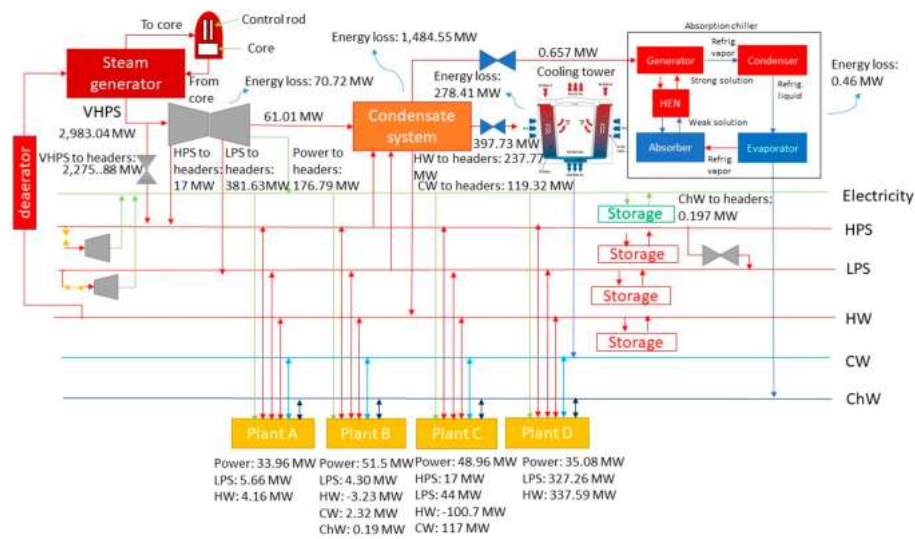 To core
Control rod
Core
Steam
generator
From
core
Energy loss: 70.72 MW
Energy loss: 1,484.55 MW
0.657 MW
Energy loss:
278.41 MW
Cooling tower
Absorption chiller
Generator
Refrig.
vapor
Condenser
Strong solution
HEN
Refrig.
liquid
Weak solution
Absorber
Refrig
vapor
Evaporator
Energy loss:
0.46 MW
VHPS
2,983.04 MW
61.01 MW
Condensate
system
397.73 MW
deaerator
VHPS to headers:
2,275..88 MW
HPS to
headers:
17 MW
LPS to
headers:
381.63MW
Power to
headers:
176.79 MW
HW to headers: 237.77
MW
CW to headers: 119.32 MW
Electricity
Storage
ChW to headers:
0.197 MW
HPS
Storage
LPS
Storage
HW
Storage
CW
ChW
Plant A
Plant B
Plant C
Plant D
Power: 33.96 MW
LPS: 5.66 MW
HW: 4.16 MW
Power: 51.5 MW
LPS: 4.30 MW
HW: -3.23 MW
CW: 2.32 MW
ChW: 0.19 MW
Power: 48.96 MW
HPS: 17 MW
LPS: 44 MW
HW: -100.7 MW
CW: 117 MW
Power: 35.08 MW
LPS: 327.26 MW
HW: 337.59 MW